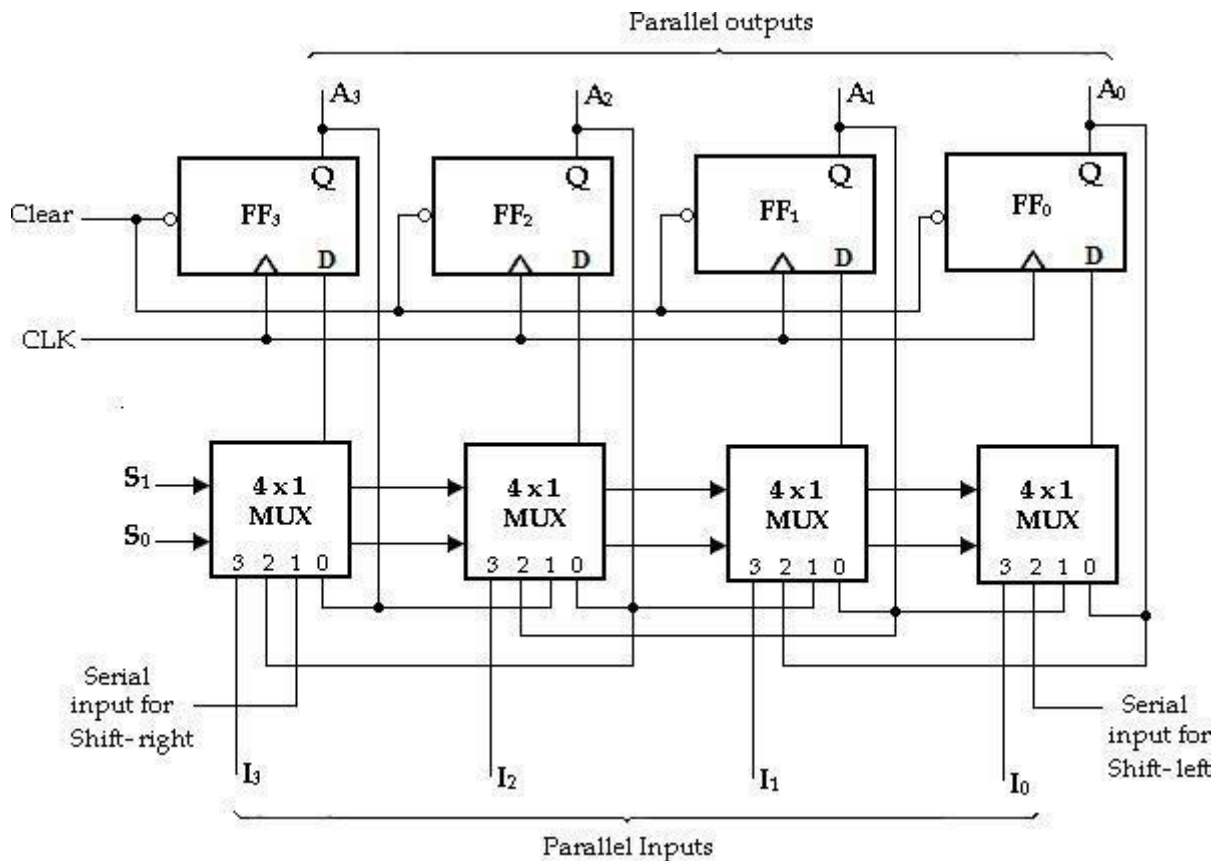 Parallel outputs
A₃ A₂ A₁ A₀
Q Q Q Q
Clear FF₃ FF₂ FF₁ FF₀
D D D D
CLK
S₁ 4 x 1 4 x 1 4 x 1 4 x 1
S₀ MUX MUX MUX MUX
3 2 1 0 3 2 1 0 3 2 1 0 3 2 1 0
Serial
input for
Shift-right
Serial
input for
Shift-left
I₃ I₂ I₁ I₀
Parallel Inputs